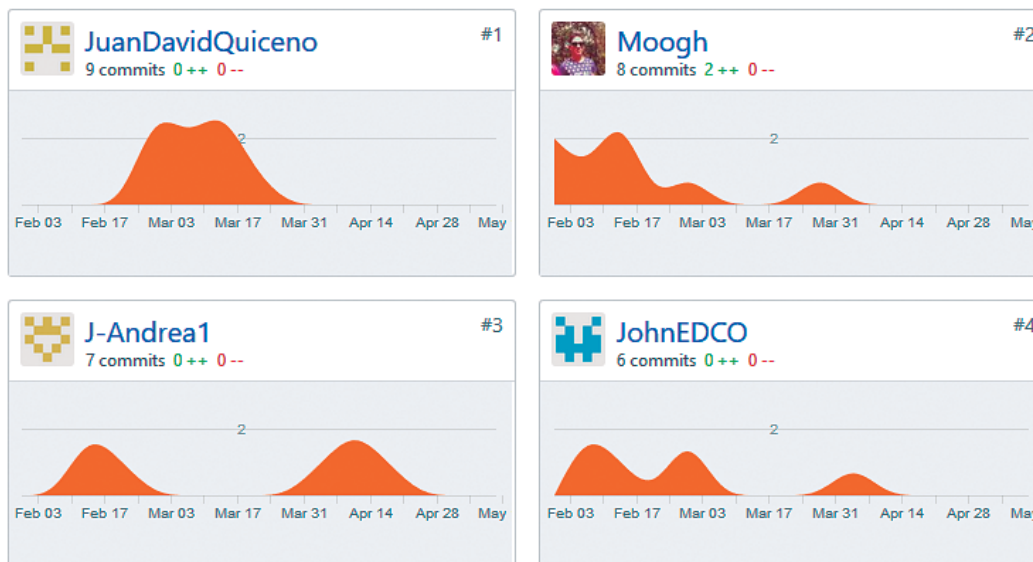 JuanDavidQuiceno #1
9 commits 0 ++ 0 --
2
Feb 03 Feb 17 Mar 03 Mar 17 Mar 31 Apr 14 Apr 28 May
Moogh #2
8 commits 2 ++ 0 --
2
Feb 03 Feb 17 Mar 03 Mar 17 Mar 31 Apr 14 Apr 28 May
J-Andrea1 #3
7 commits 0 ++ 0 --
2
Feb 03 Feb 17 Mar 03 Mar 17 Mar 31 Apr 14 Apr 28 May
JohnEDCO #4
6 commits 0 ++ 0 --
2
Feb 03 Feb 17 Mar 03 Mar 17 Mar 31 Apr 14 Apr 28 May